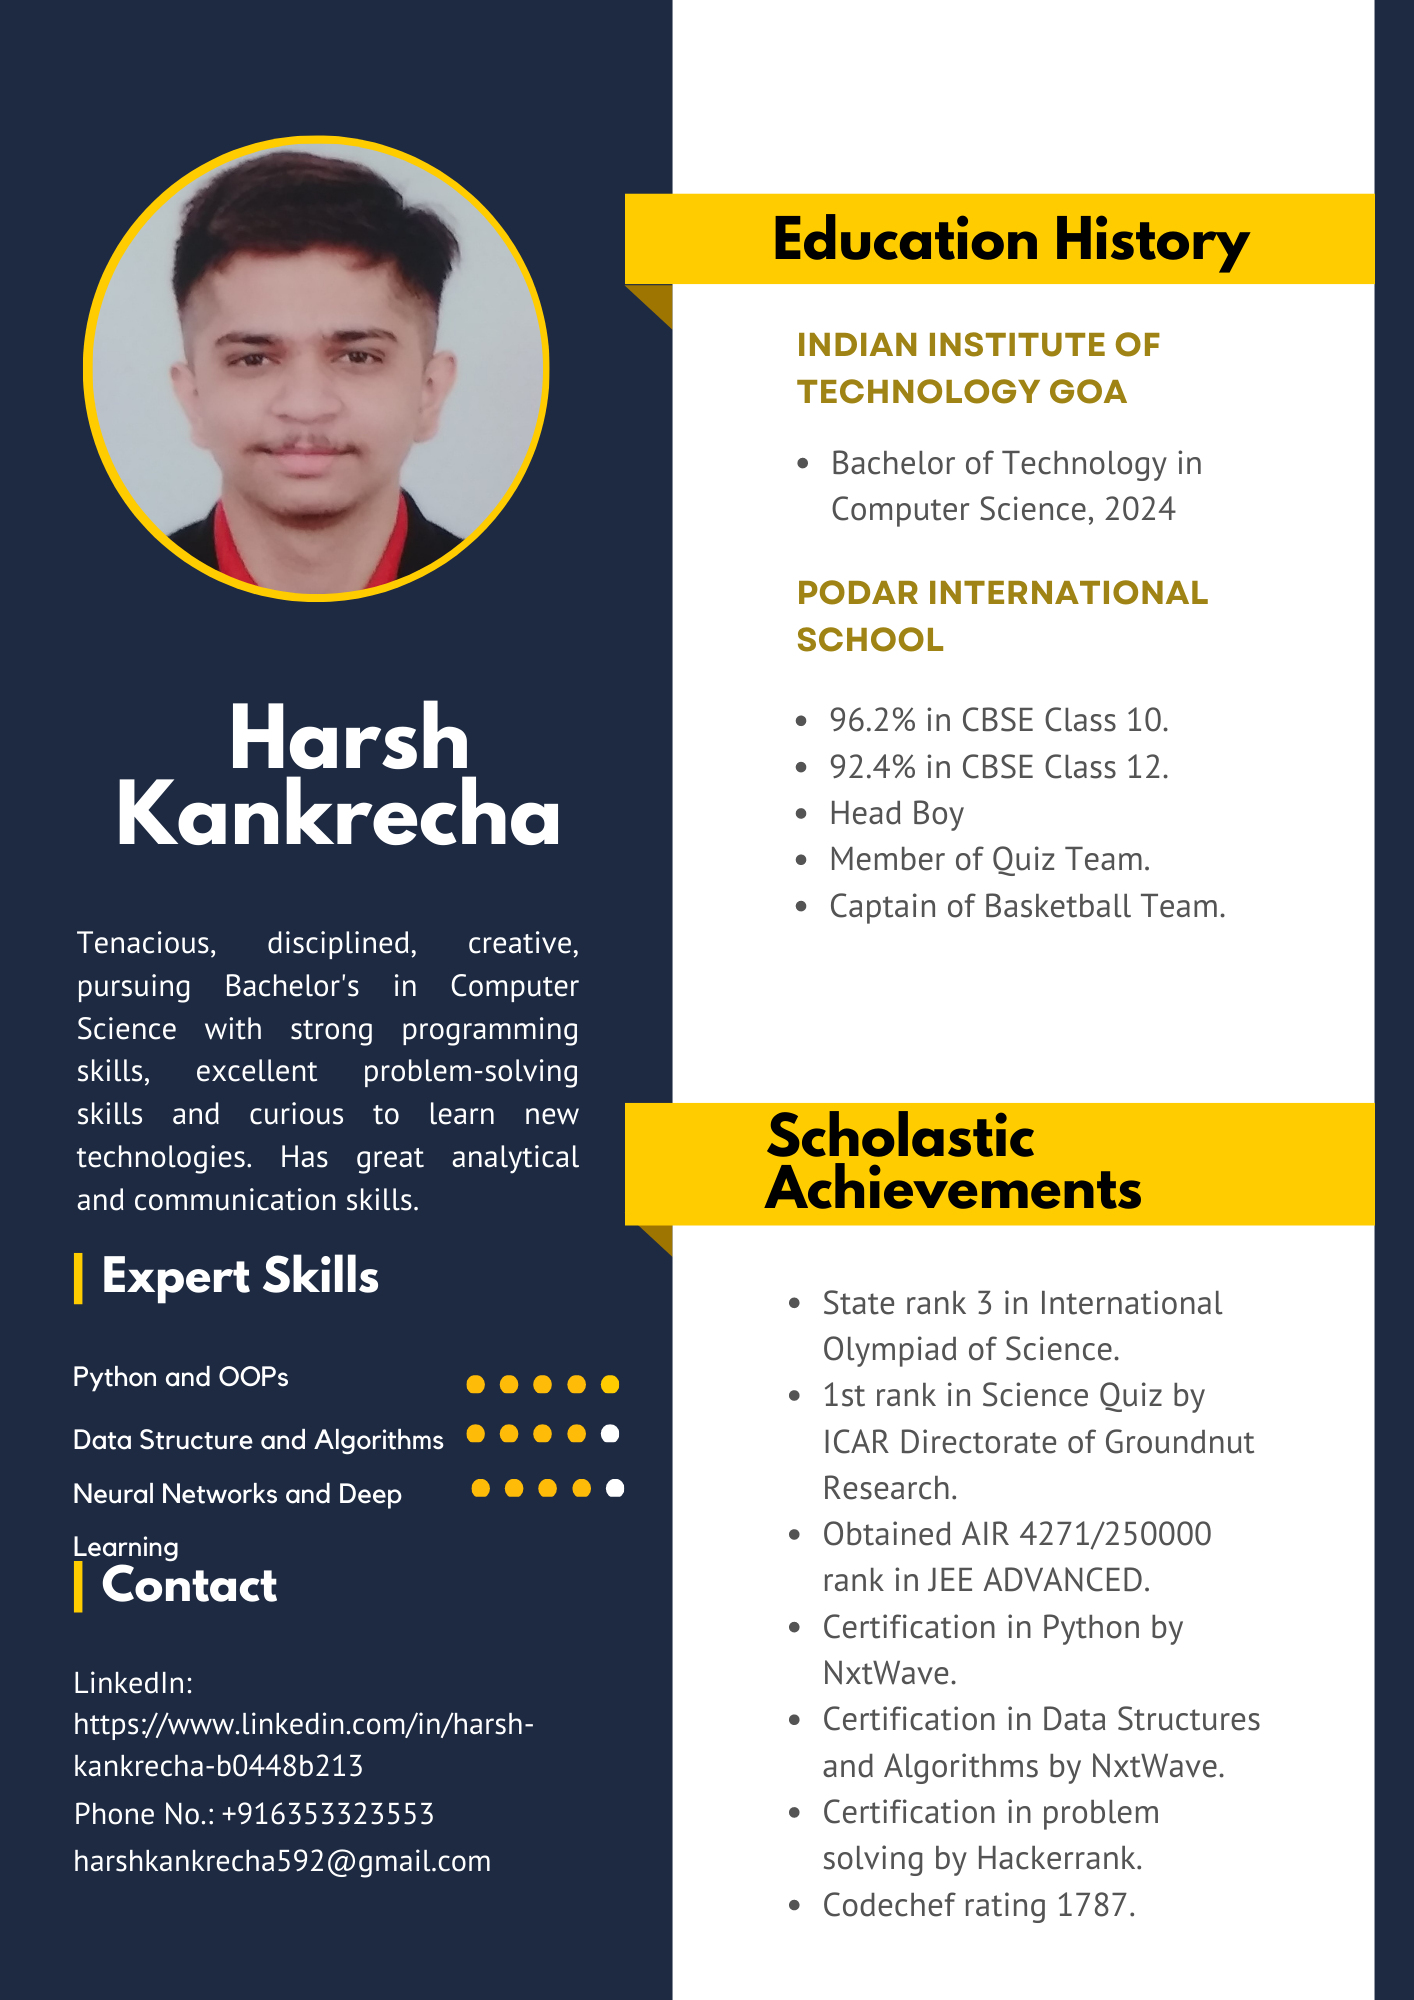 Harsh
Kankrecha
Tenacious, disciplined, creative,
pursuing Bachelor's in Computer
Science with strong programming
skills, excellent problem-solving
skills and curious to learn new
technologies. Has great analytical
and communication skills.
Expert Skills
Python and OOPs
Data Structure and Algorithms
Neural Networks and Deep
Learning
Contact
LinkedIn:
https://www.linkedin.com/in/harsh-
kankrecha-b0448b213
Phone No.: +916353323553
harshkankrecha592@gmail.com
Education History
INDIAN INSTITUTE OF
TECHNOLOGY GOA
• Bachelor of Technology in
Computer Science, 2024
PODAR INTERNATIONAL
SCHOOL
• 96.2% in CBSE Class 10.
• 92.4% in CBSE Class 12.
• Head Boy
• Member of Quiz Team.
• Captain of Basketball Team.
Scholastic
Achievements
• State rank 3 in International
Olympiad of Science.
• 1st rank in Science Quiz by
ICAR Directorate of Groundnut
Research.
• Obtained AIR 4271/250000
rank in JEE ADVANCED.
• Certification in Python by
NxtWave.
• Certification in Data Structures
and Algorithms by NxtWave.
• Certification in problem
solving by Hackerrank.
• Codechef rating 1787.